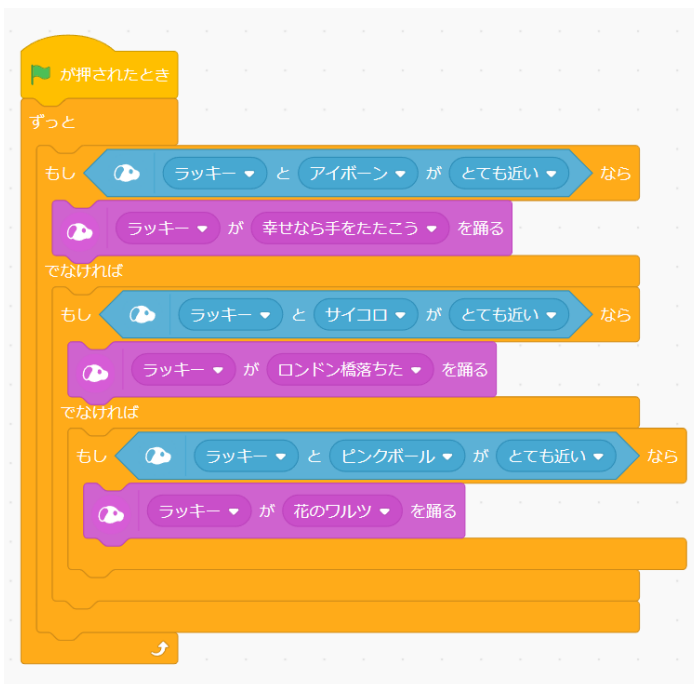 が押されたとき
ずっと
もし ラッキー と アイボーン が とても近い なら
ラッキー が 幸せなら手をたたこう を踊る
でなければ
もし ラッキー と サイコロ が とても近い なら
ラッキー が ロンドン橋落ちた を踊る
でなければ
もし ラッキー と ピンクボール が とても近い なら
ラッキー が 花のワルツ を踊る